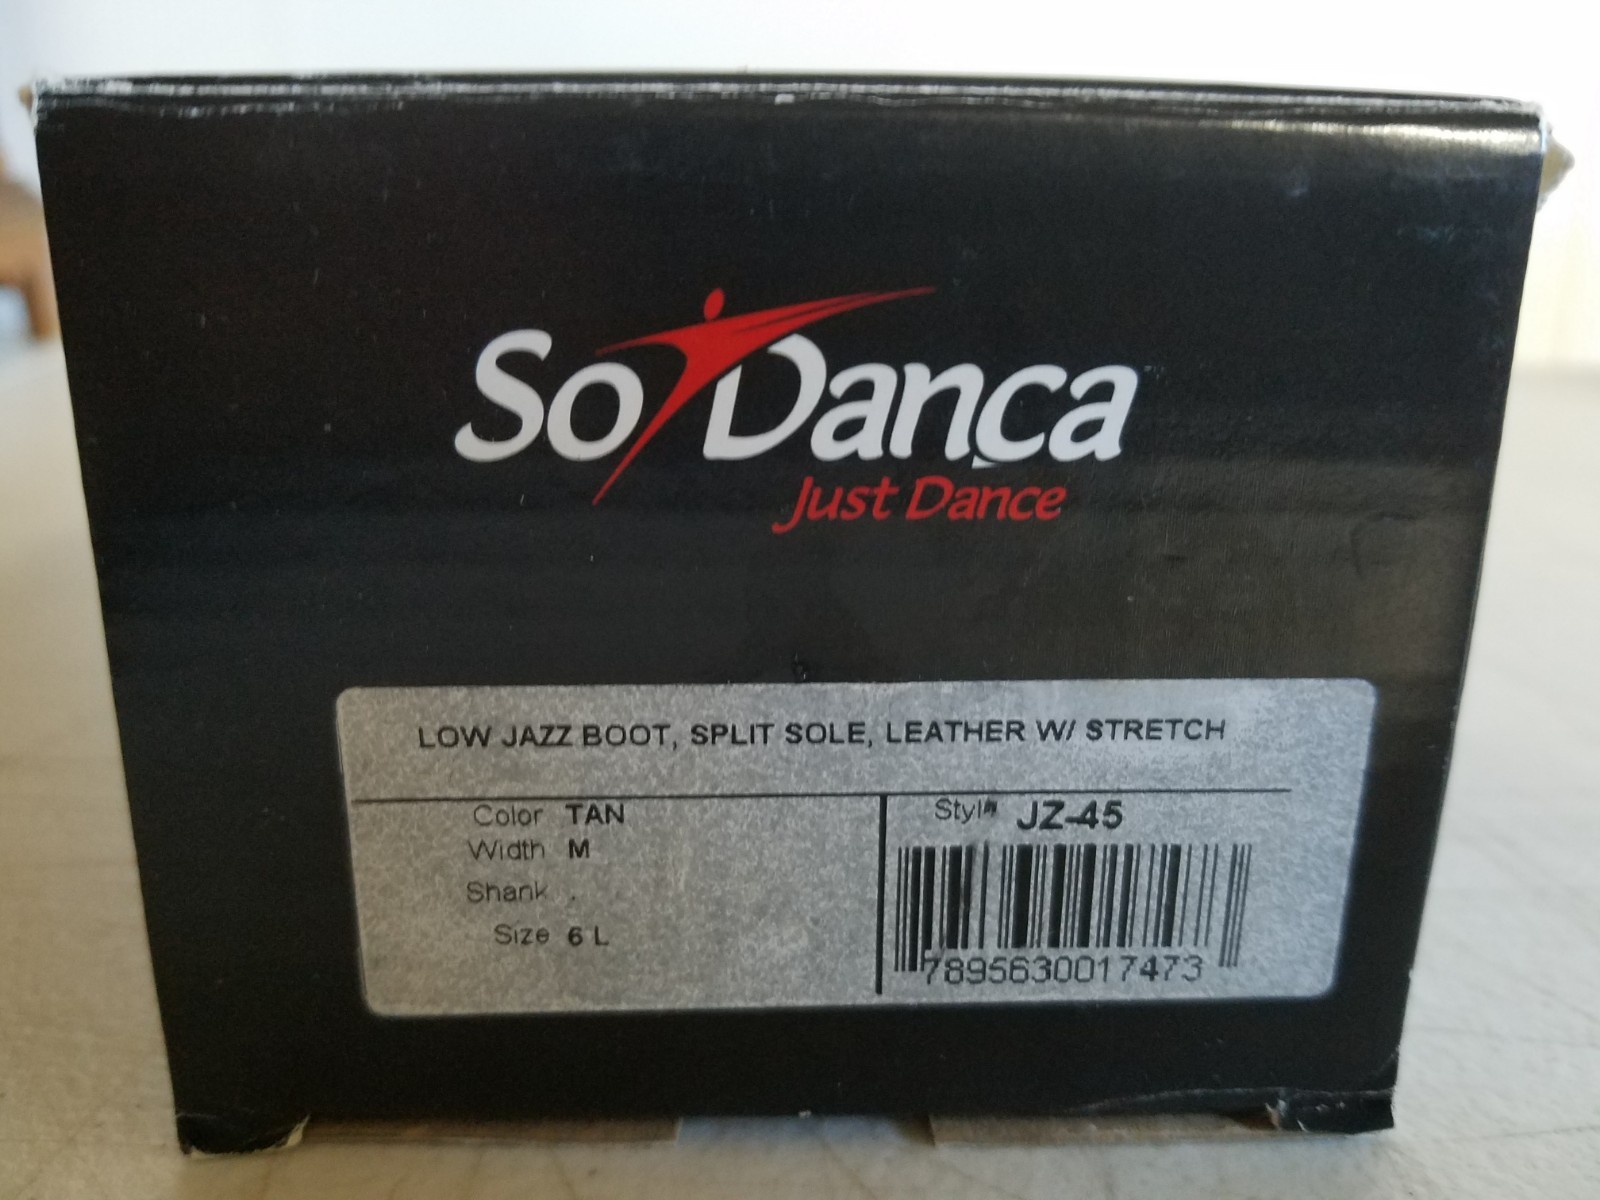 So Dança
Just Dance
LOW JAZZ BOOT, SPLIT SOLE, LEATHER W/ STRETCH
Color TAN
Width M
Shank .
Size 6 L
Style JZ-45
7895630017473